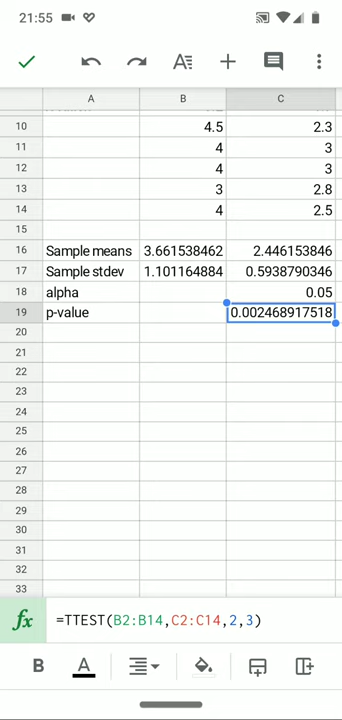 21:55
A B C
10 4.5 2.3
11 4 3
12 4 3
13 3 2.8
14 4 2.5
15
16 Sample means 3.661538462 2.446153846
17 Sample stdev 1.101164884 0.5938790346
18 alpha 0.05
19 p-value 0.002468917518
20
21
22
23
24
25
26
27
28
29
30
31
32
33
fx =TTEST(B2:B14,C2:C14,2,3)
B A